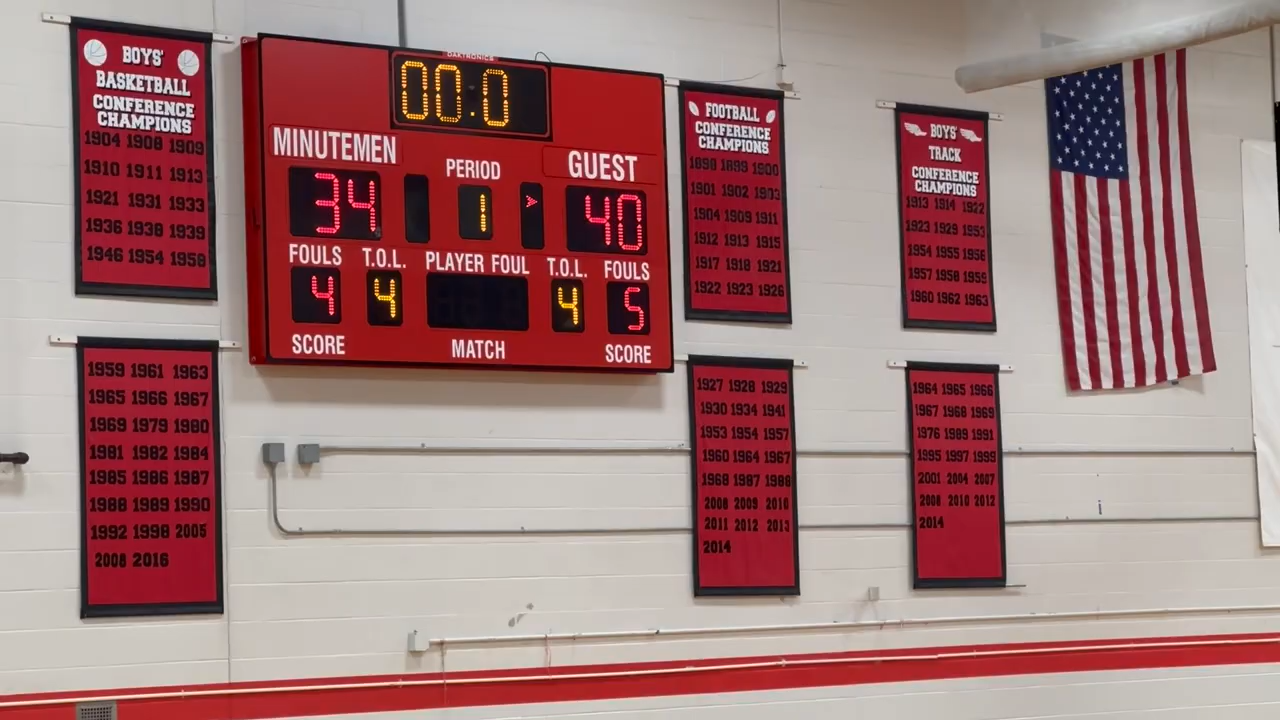 BOYS'
BASKETBALL
CONFERENCE
CHAMPIONS
1904 1908 1909
1910 1911 1913
1921 1931 1933
1936 1938 1939
1946 1954 1958
1959 1961 1963
1965 1966 1967
1969 1979 1980
1981 1982 1984
1985 1986 1987
1988 1989 1990
1992 1998 2005
2008 2016
DAKTRONICS
00:0
MINUTEMEN
PERIOD
GUEST
34
1
40
FOULS T.O.L. PLAYER FOUL T.O.L. FOULS
4 4 4 5
SCORE MATCH SCORE
FOOTBALL
CONFERENCE
CHAMPIONS
1890 1899 1900
1901 1902 1903
1904 1909 1911
1912 1913 1915
1917 1918 1921
1922 1923 1926
1927 1928 1929
1930 1934 1941
1953 1954 1957
1960 1964 1967
1968 1987 1988
2008 2009 2010
2011 2012 2013
2014
BOYS'
TRACK
CONFERENCE
CHAMPIONS
1913 1914 1922
1923 1929 1953
1954 1955 1956
1957 1958 1959
1960 1962 1963
1964 1965 1966
1967 1968 1969
1976 1989 1991
1995 1997 1999
2001 2004 2007
2008 2010 2012
2014